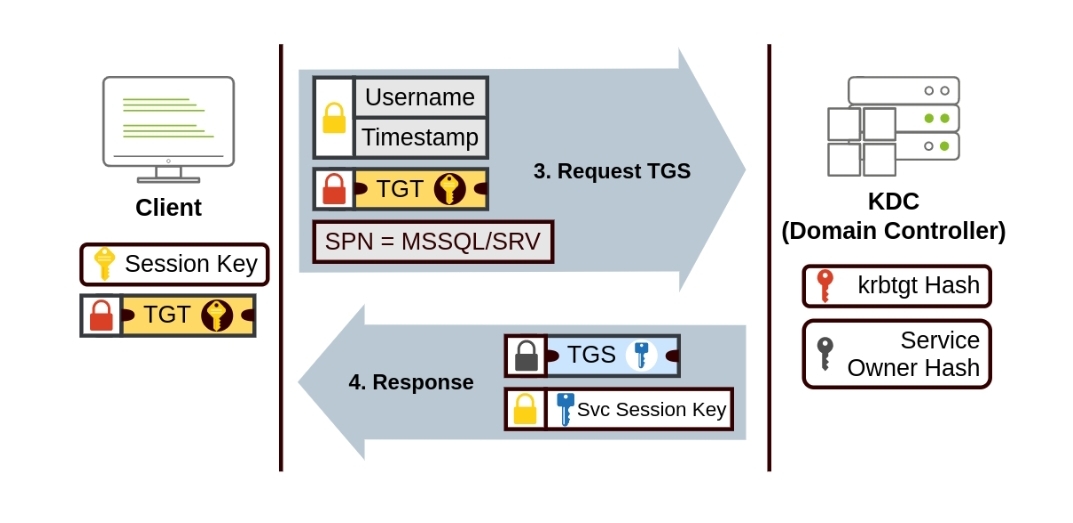 Client
Session Key
TGT
Username
Timestamp
TGT
SPN = MSSQL/SRV
3. Request TGS
4. Response
TGS
Svc Session Key
KDC
(Domain Controller)
krbtgt Hash
Service
Owner Hash